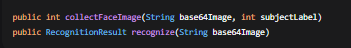 public int collectFaceImage(String base64Image, int subjectLabel)
public RecognitionResult recognize(String base64Image)